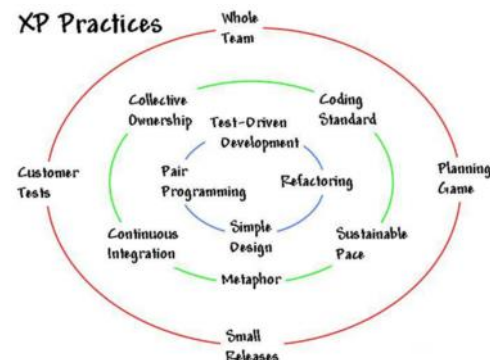 XP Practices
Whole
Team
Collective
Ownership
Coding
Standard
Test-Driven
Development
Customer
Tests
Pair
Programming
Refactoring
Planning
Game
Continuous
Integration
Simple
Design
Sustainable
Pace
Metaphor
Small
Releases